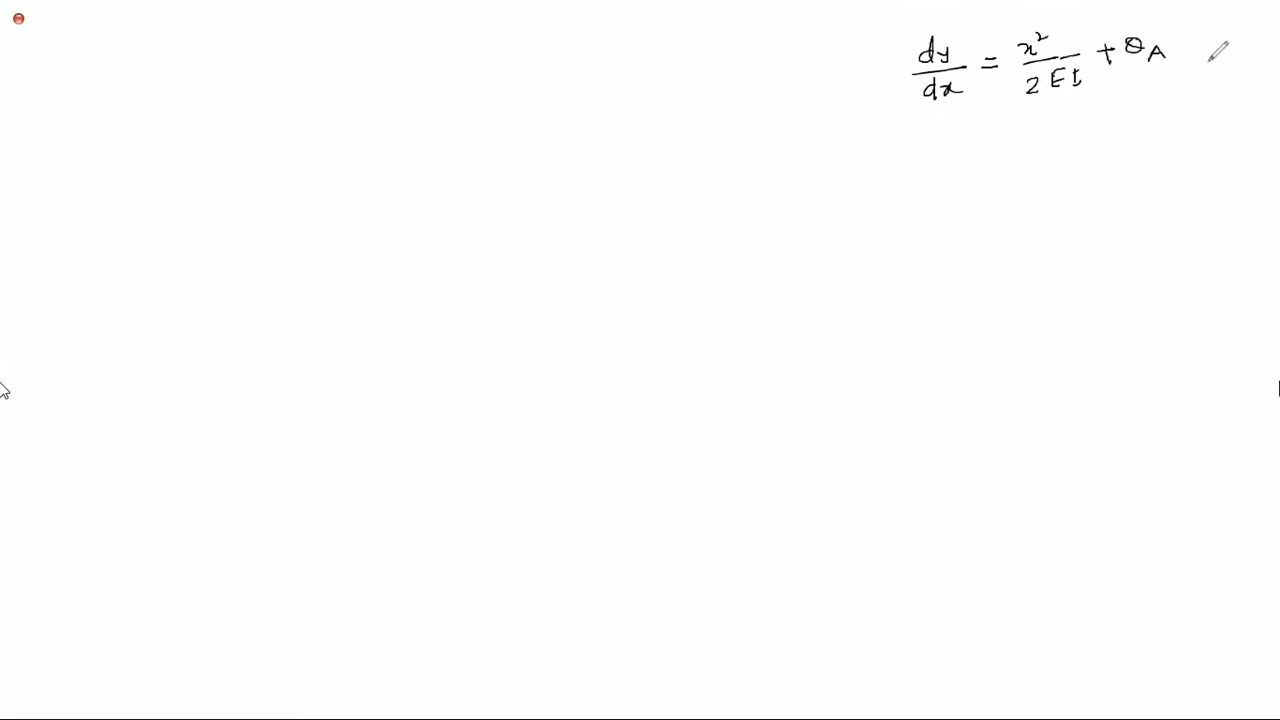 dy/dx = x²/2EI + θA